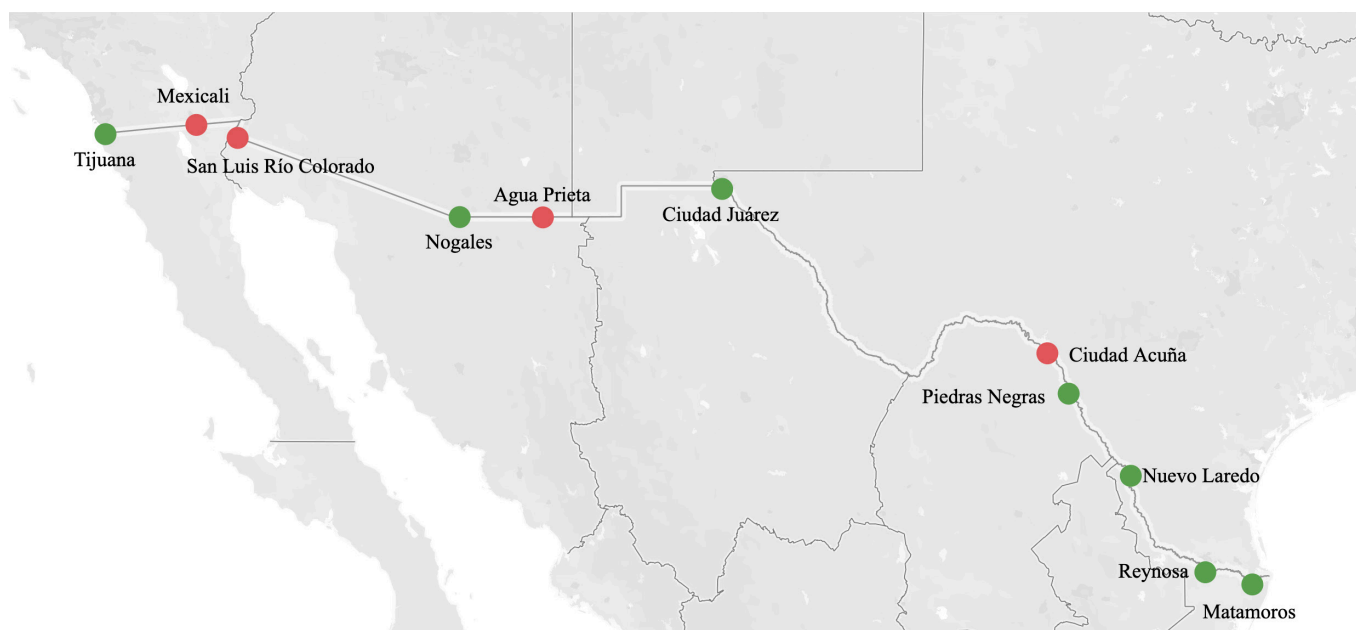 Mexicali
Tijuana
San Luis Río Colorado
Agua Prieta
Nogales
Ciudad Juárez
Ciudad Acuña
Piedras Negras
Nuevo Laredo
Reynosa
Matamoros